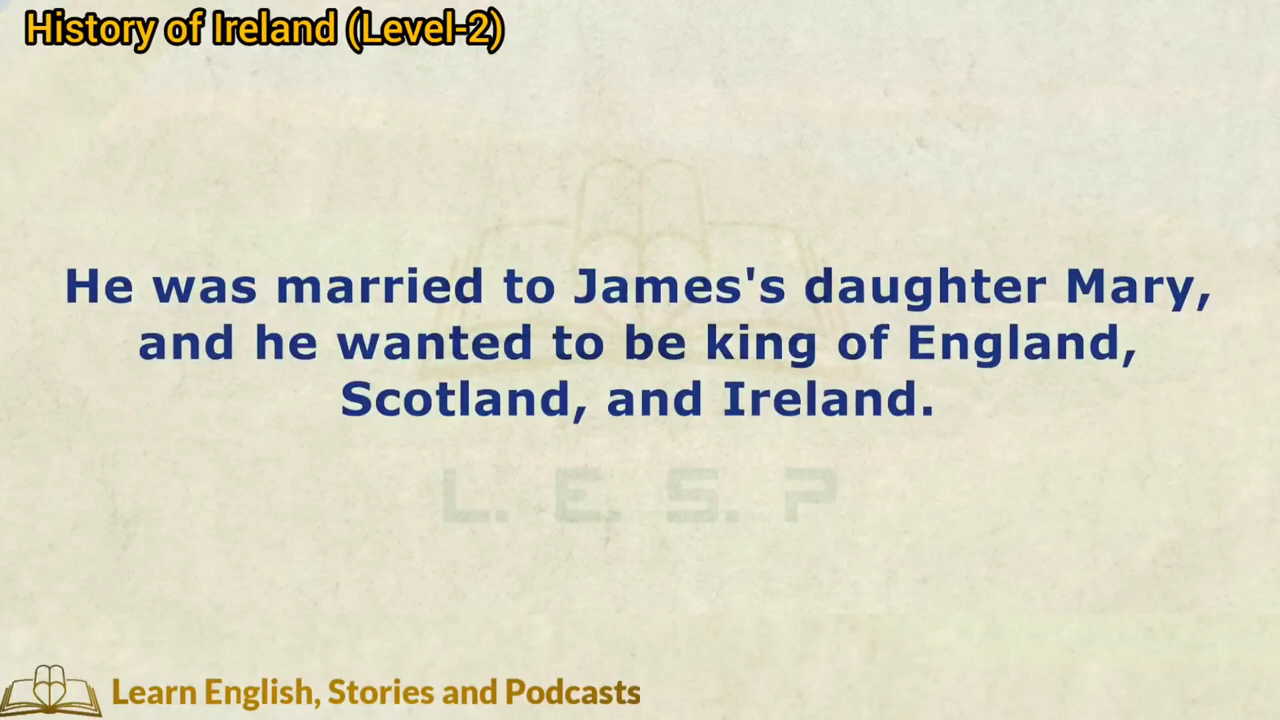 History of Ireland (Level-2)
He was married to James's daughter Mary,
and he wanted to be king of England,
Scotland, and Ireland.
L. E. S. P
Learn English, Stories and Podcasts